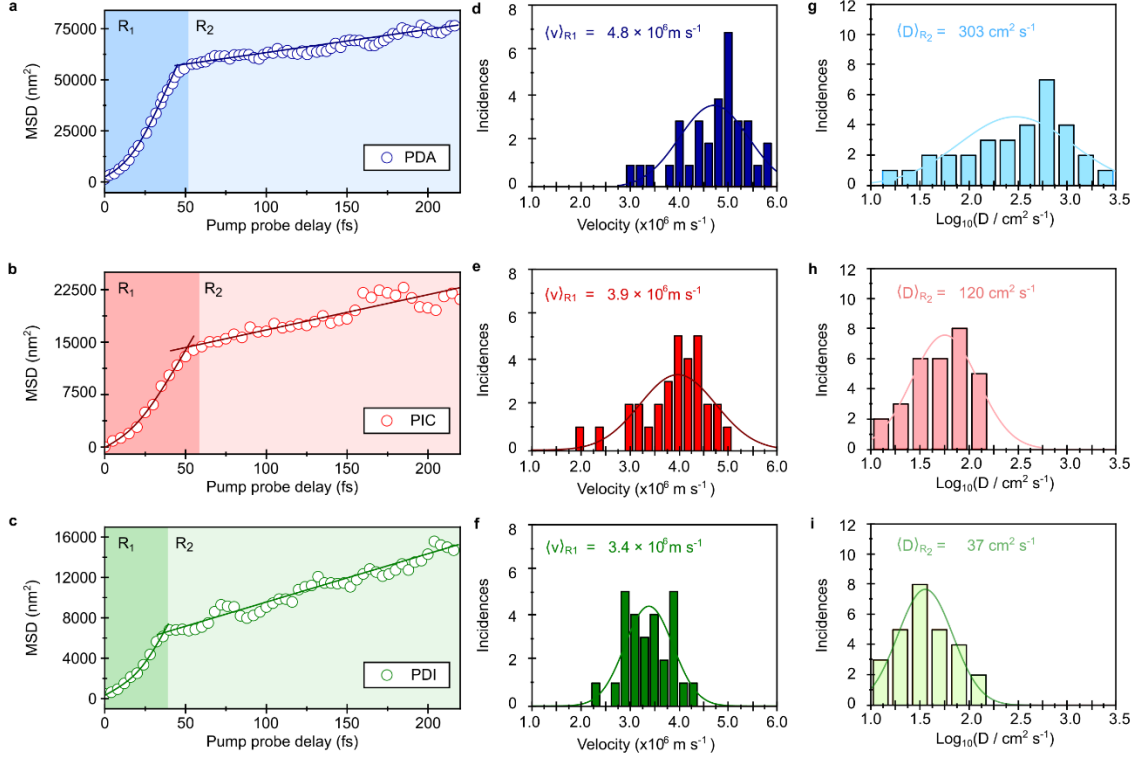 a
R1
R2
MSD (nm²)
75000
50000
25000
0
PDA
0 50 100 150 200
Pump probe delay (fs)
d
⟨v⟩R1 = 4.8 × 10⁶ m s⁻¹
Incidences
8
6
4
2
0
1.0 2.0 3.0 4.0 5.0 6.0
Velocity (x10⁶ m s⁻¹)
g
⟨D⟩R2 = 303 cm² s⁻¹
Incidences
12
10
8
6
4
2
0
1.0 1.5 2.0 2.5 3.0 3.5
Log10(D / cm² s⁻¹)
b
R1
R2
MSD (nm²)
22500
15000
7500
0
PIC
0 50 100 150 200
Pump probe delay (fs)
e
⟨v⟩R1 = 3.9 × 10⁶ m s⁻¹
Incidences
8
6
4
2
0
1.0 2.0 3.0 4.0 5.0 6.0
Velocity (x10⁶ m s⁻¹)
h
⟨D⟩R2 = 120 cm² s⁻¹
Incidences
12
10
8
6
4
2
0
1.0 1.5 2.0 2.5 3.0 3.5
Log10(D / cm² s⁻¹)
c
R1
R2
MSD (nm²)
16000
12000
8000
4000
0
PDI
0 50 100 150 200
Pump probe delay (fs)
f
⟨v⟩R1 = 3.4 × 10⁶ m s⁻¹
Incidences
8
6
4
2
0
1.0 2.0 3.0 4.0 5.0 6.0
Velocity (x10⁶ m s⁻¹)
i
⟨D⟩R2 = 37 cm² s⁻¹
Incidences
12
10
8
6
4
2
0
1.0 1.5 2.0 2.5 3.0 3.5
Log10(D / cm² s⁻¹)